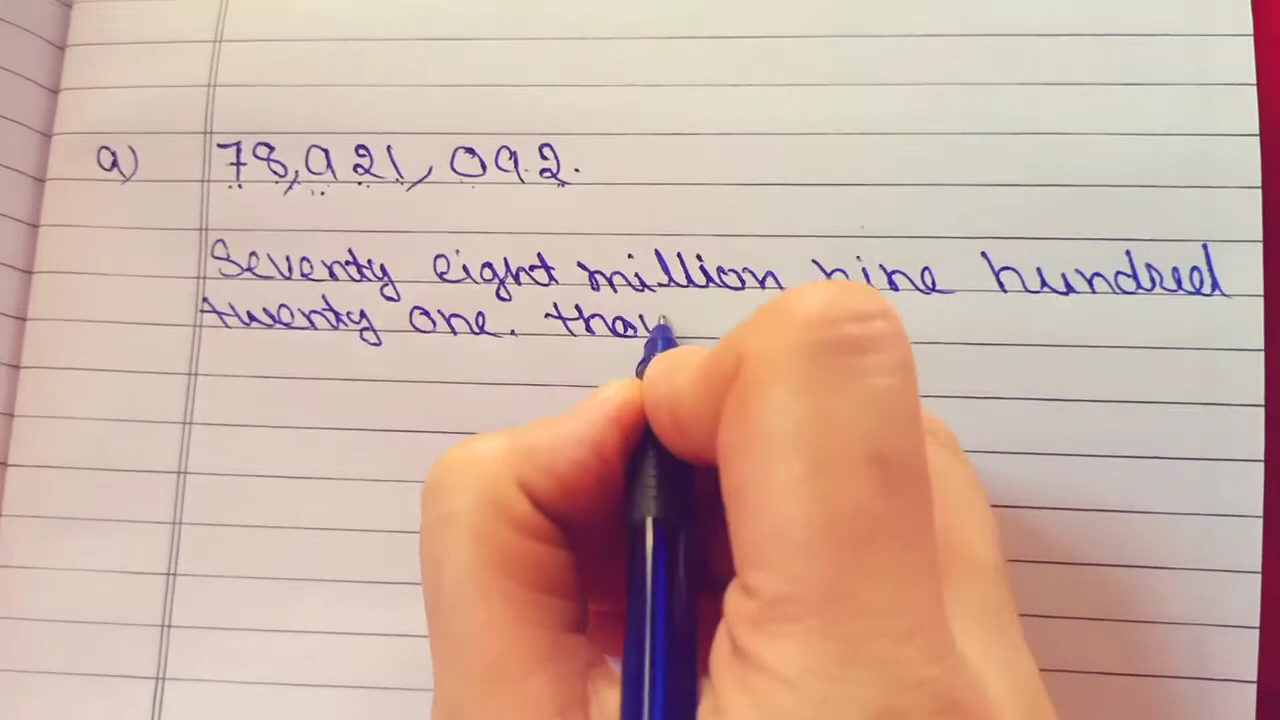 a) 78,921,092.
Seventy eight million nine hundred
twenty one. thou